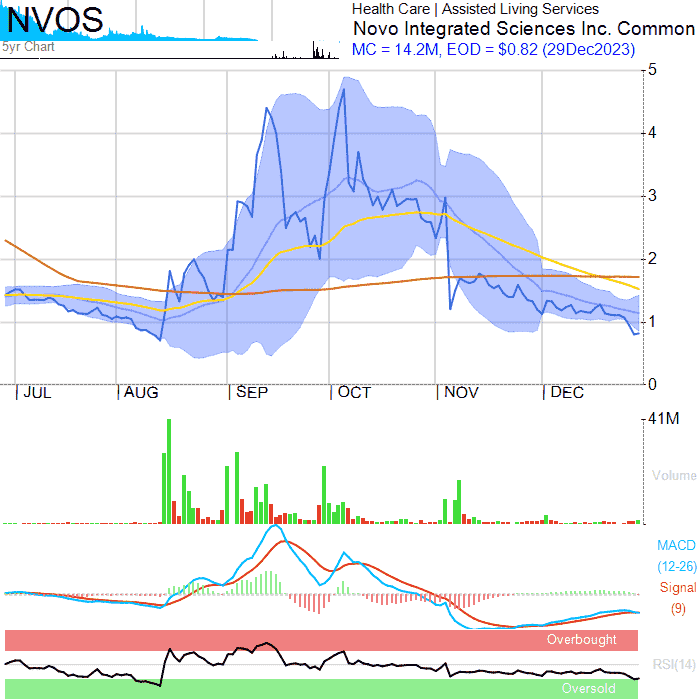 NVOS
5yr Chart
Health Care | Assisted Living Services
Novo Integrated Sciences Inc. Common
MC = 14.2M, EOD = $0.82 (29Dec2023)
5
4
3
2
1
0
JUL
AUG
SEP
OCT
NOV
DEC
41M
Volume
MACD
(12-26)
Signal
(9)
Overbought
RSI(14)
Oversold